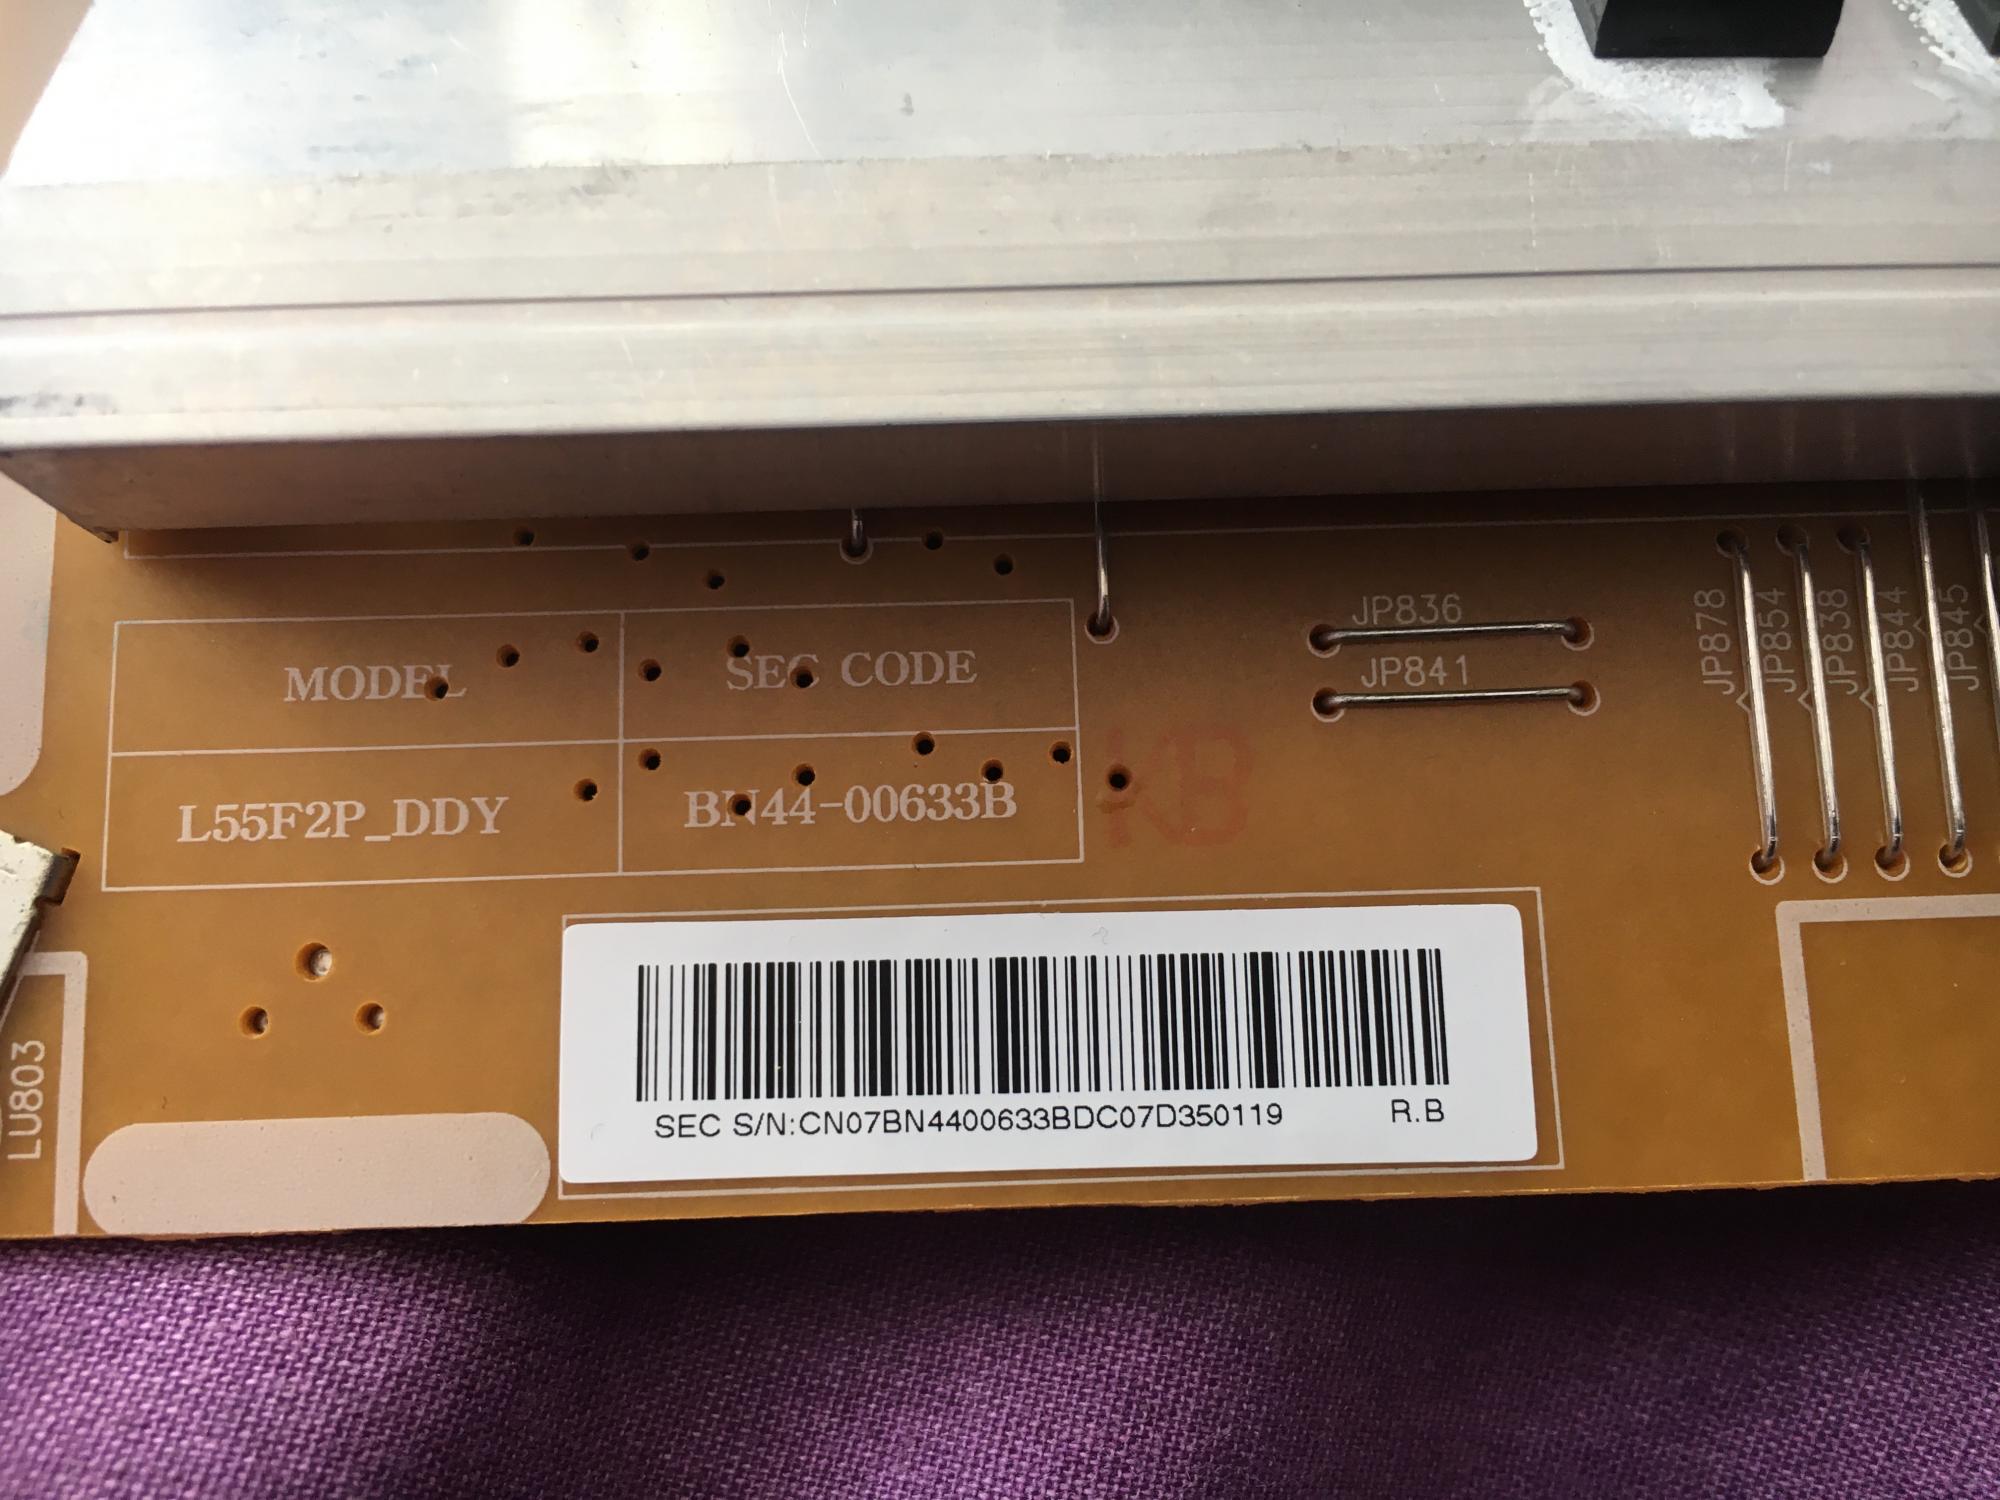 MODEL
SEC CODE
L55F2P_DDY
BN44-00633B
KB
JP836
JP841
JP878
JP854
JP838
JP844
JP845
LU803
SEC S/N:CN07BN4400633BDC07D350119 R.B